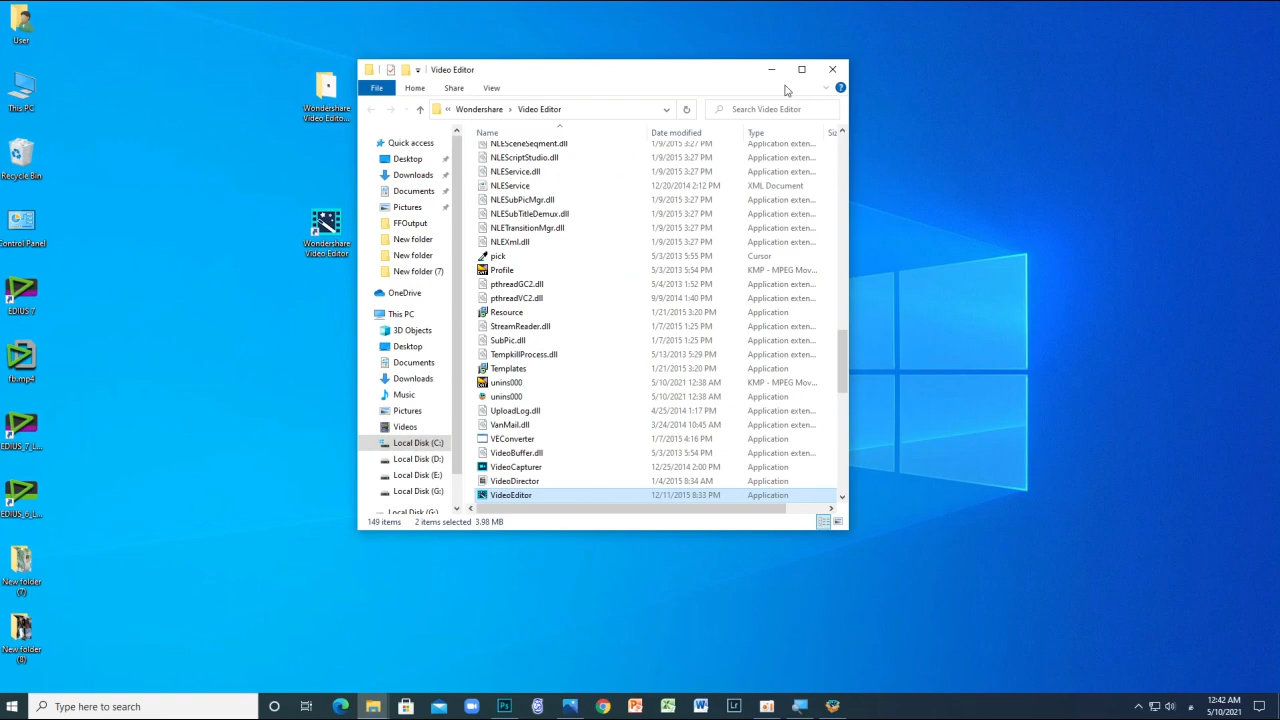 User
This PC
Recycle Bin
Control Panel
EDIUS 7
fb.mp4
EDIUS_7_L...
EDIUS_6_L...
New folder
(7)
New folder
(8)
Wondershare
Video Edito...
Wondershare
Video Editor
Video Editor
File Home Share View
« Wondershare › Video Editor
Search Video Editor
Quick access
Desktop
Downloads
Documents
Pictures
FFOutput
New folder
New folder
New folder (7)
OneDrive
This PC
3D Objects
Desktop
Documents
Downloads
Music
Pictures
Videos
Local Disk (C:)
Local Disk (D:)
Local Disk (E:)
Local Disk (G:)
Local Disk (G:)
Name Date modified Type Siz
NLESceneSegment.dll 1/9/2015 3:27 PM Application exten...
NLEScriptStudio.dll 1/9/2015 3:27 PM Application exten...
NLEService.dll 1/9/2015 3:27 PM Application exten...
NLEService 12/20/2014 2:12 PM XML Document
NLESubPicMgr.dll 1/9/2015 3:27 PM Application exten...
NLESubTitleDemux.dll 1/9/2015 3:27 PM Application exten...
NLETransitionMgr.dll 1/9/2015 3:27 PM Application exten...
NLEXml.dll 1/9/2015 3:27 PM Application exten...
pick 5/3/2013 5:55 PM Cursor
Profile 5/3/2013 5:54 PM KMP - MPEG Mov...
pthreadGC2.dll 5/4/2013 1:52 PM Application exten...
pthreadVC2.dll 9/9/2014 1:40 PM Application exten...
Resource 1/21/2015 3:20 PM Application
StreamReader.dll 1/7/2015 1:25 PM Application exten...
SubPic.dll 1/7/2015 1:25 PM Application exten...
TempkillProcess.dll 5/13/2013 5:29 PM Application exten...
Templates 1/21/2015 3:20 PM Application
unins000 5/10/2021 12:38 AM KMP - MPEG Mov...
unins000 5/10/2021 12:38 AM Application
UploadLog.dll 4/25/2014 1:17 PM Application exten...
VanMail.dll 3/24/2014 10:45 AM Application exten...
VEConverter 1/7/2015 4:16 PM Application
VideoBuffer.dll 5/3/2013 5:54 PM Application exten...
VideoCapturer 12/25/2014 2:00 PM Application
VideoDirector 1/4/2015 8:34 AM Application
VideoEditor 12/11/2015 8:33 PM Application
149 items 2 items selected 3.98 MB
Type here to search
12:42 AM
5/10/2021